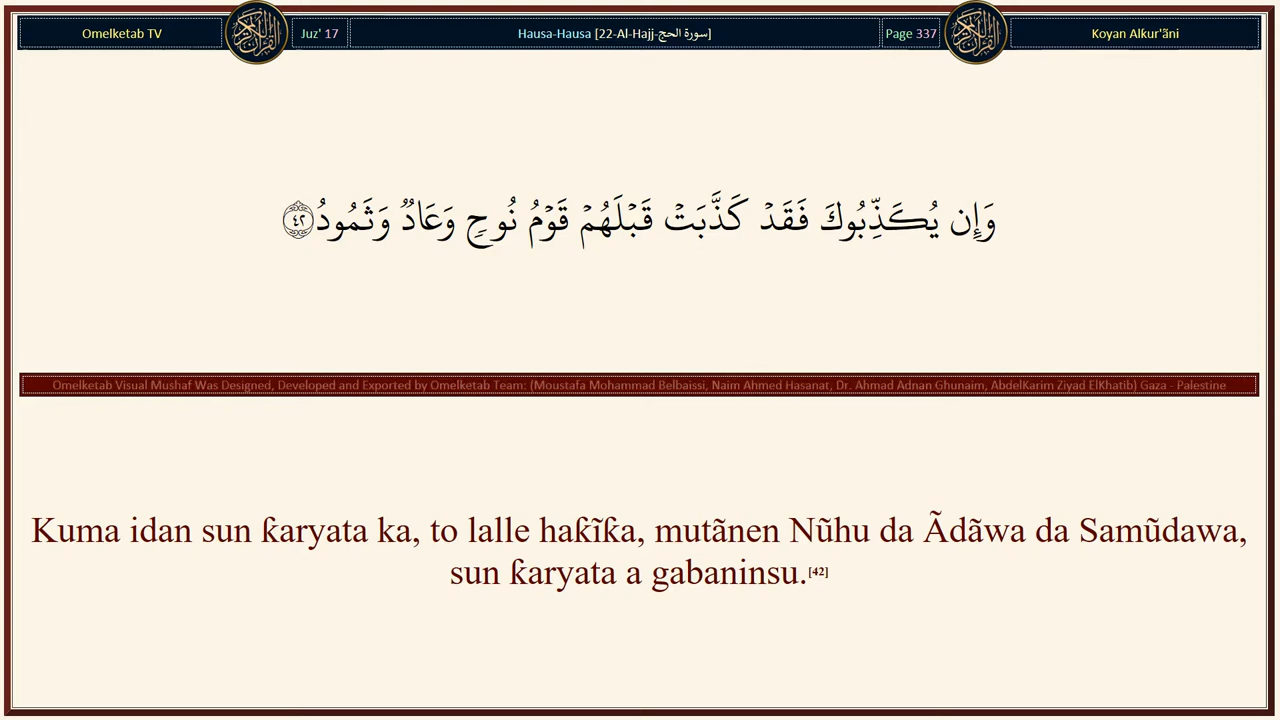 Omelketab TV
Juz' 17
Hausa-Hausa [22-Al-Hajj-سورة الحج]
Page 337
Koyan Alƙur'ãni
وَإِن يُكَذِّبُوكَ فَقَدۡ كَذَّبَتۡ قَبۡلَهُمۡ قَوۡمُ نُوحٖ وَعَادٞ وَثَمُودُ ٤٢
Omelketab Visual Mushaf Was Designed, Developed and Exported by Omelketab Team: (Moustafa Mohammad Belbaissi, Naim Ahmed Hasanat, Dr. Ahmad Adnan Ghunaim, AbdelKarim Ziyad ElKhatib) Gaza - Palestine
Kuma idan sun ƙaryata ka, to lalle haƙĩƙa, mutãnen Nũhu da Ãdãwa da Samũdawa,
sun ƙaryata a gabaninsu.[42]